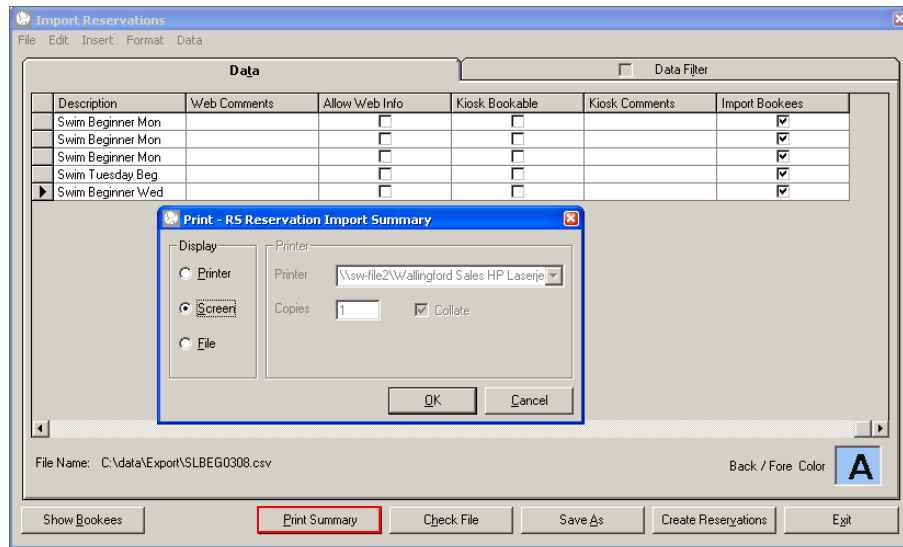 Import Reservations
File Edit Insert Format Data
Data Data Filter
Description Web Comments Allow Web Info Kiosk Bookable Kiosk Comments Import Bookees
Swim Beginner Mon
Swim Beginner Mon
Swim Beginner Mon
Swim Tuesday Beg
Swim Beginner Wed
Print - RS Reservation Import Summary
Display Printer
Printer Printer \\sw-file2\Wallingford Sales HP Laserje
Screen Copies 1 Collate
File
OK Cancel
File Name: C:\data\Export\SLBEG0308.csv Back / Fore Color A
Show Bookees Print Summary Check File Save As Create Reservations Exit